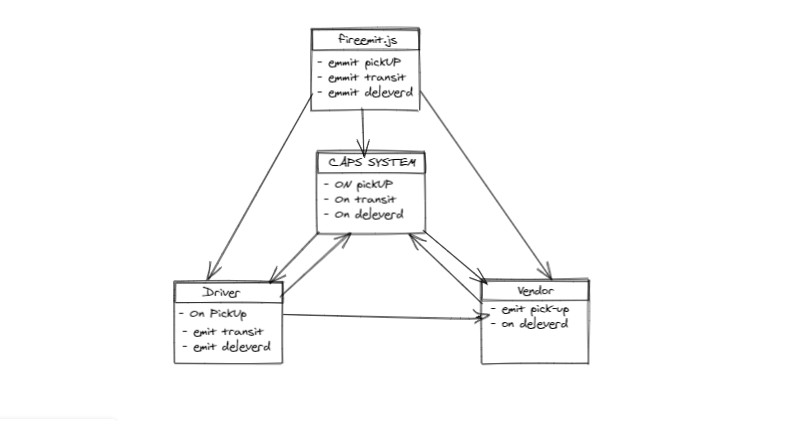 fireemit.js
- emmit pickUP
- emmit transit
- emmit deleverd
CAPS SYSTEM
- ON pickUP
- on transit
- on deleverd
Driver
- on PickUp
- emit transit
- emit deleverd
Vendor
- emit pick-up
- on deleverd